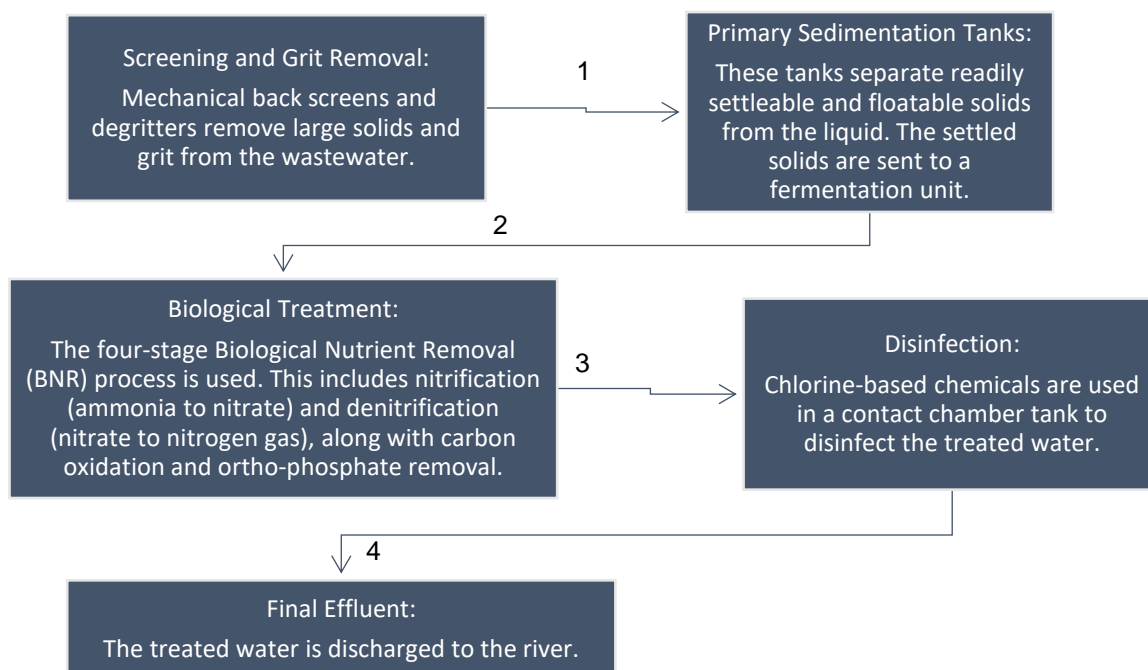 Screening and Grit Removal:
Mechanical back screens and
degritters remove large solids and
grit from the wastewater.
1
Primary Sedimentation Tanks:
These tanks separate readily
settleable and floatable solids
from the liquid. The settled
solids are sent to a
fermentation unit.
2
Biological Treatment:
The four-stage Biological Nutrient Removal
(BNR) process is used. This includes nitrification
(ammonia to nitrate) and denitrification
(nitrate to nitrogen gas), along with carbon
oxidation and ortho-phosphate removal.
3
Disinfection:
Chlorine-based chemicals are used
in a contact chamber tank to
disinfect the treated water.
4
Final Effluent:
The treated water is discharged to the river.